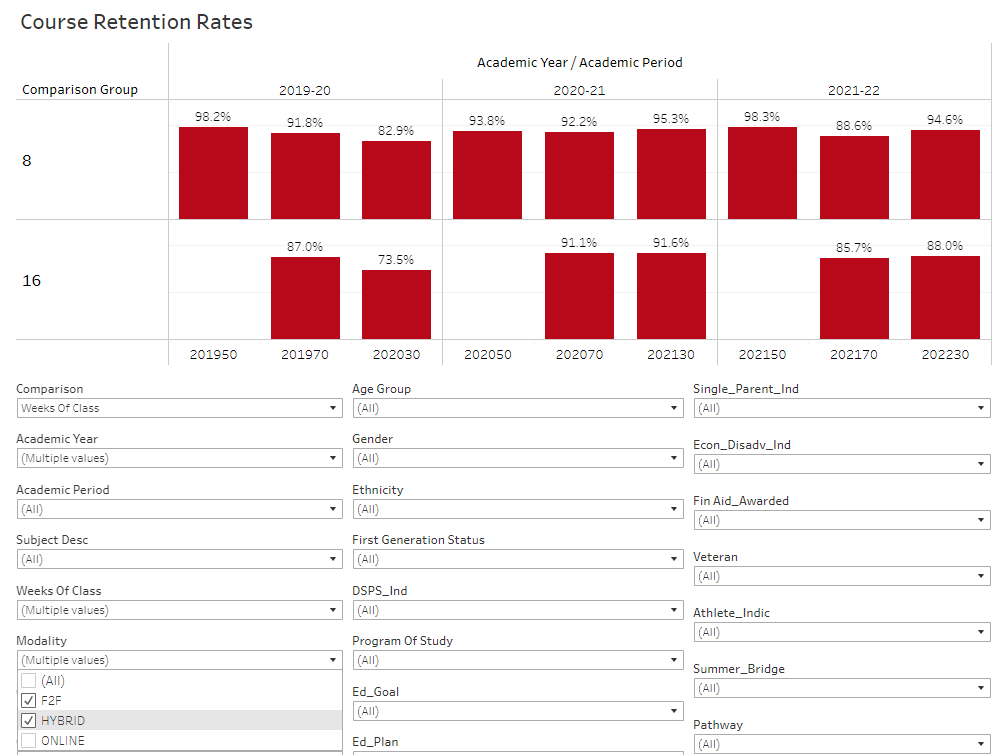 Course Retention Rates
Academic Year / Academic Period
Comparison Group 2019-20 2020-21 2021-22
98.2% 91.8% 82.9% 93.8% 92.2% 95.3% 98.3% 88.6% 94.6%
8
87.0% 73.5% 91.1% 91.6% 85.7% 88.0%
16
201950 201970 202030 202050 202070 202130 202150 202170 202230
Comparison Age Group Single_Parent_Ind
Weeks Of Class (All) (All)
Academic Year Gender Econ_Disadv_Ind
(Multiple values) (All) (All)
Academic Period Ethnicity Fin Aid_Awarded
(All) (All) (All)
Subject Desc First Generation Status Veteran
(All) (All) (All)
Weeks Of Class DSPS_Ind Athlete_Indic
(Multiple values) (All) (All)
Modality Program Of Study Summer_Bridge
(Multiple values) (All) (All)
(All) Ed_Goal Pathway
F2F (All) (All)
HYBRID Ed_Plan
ONLINE